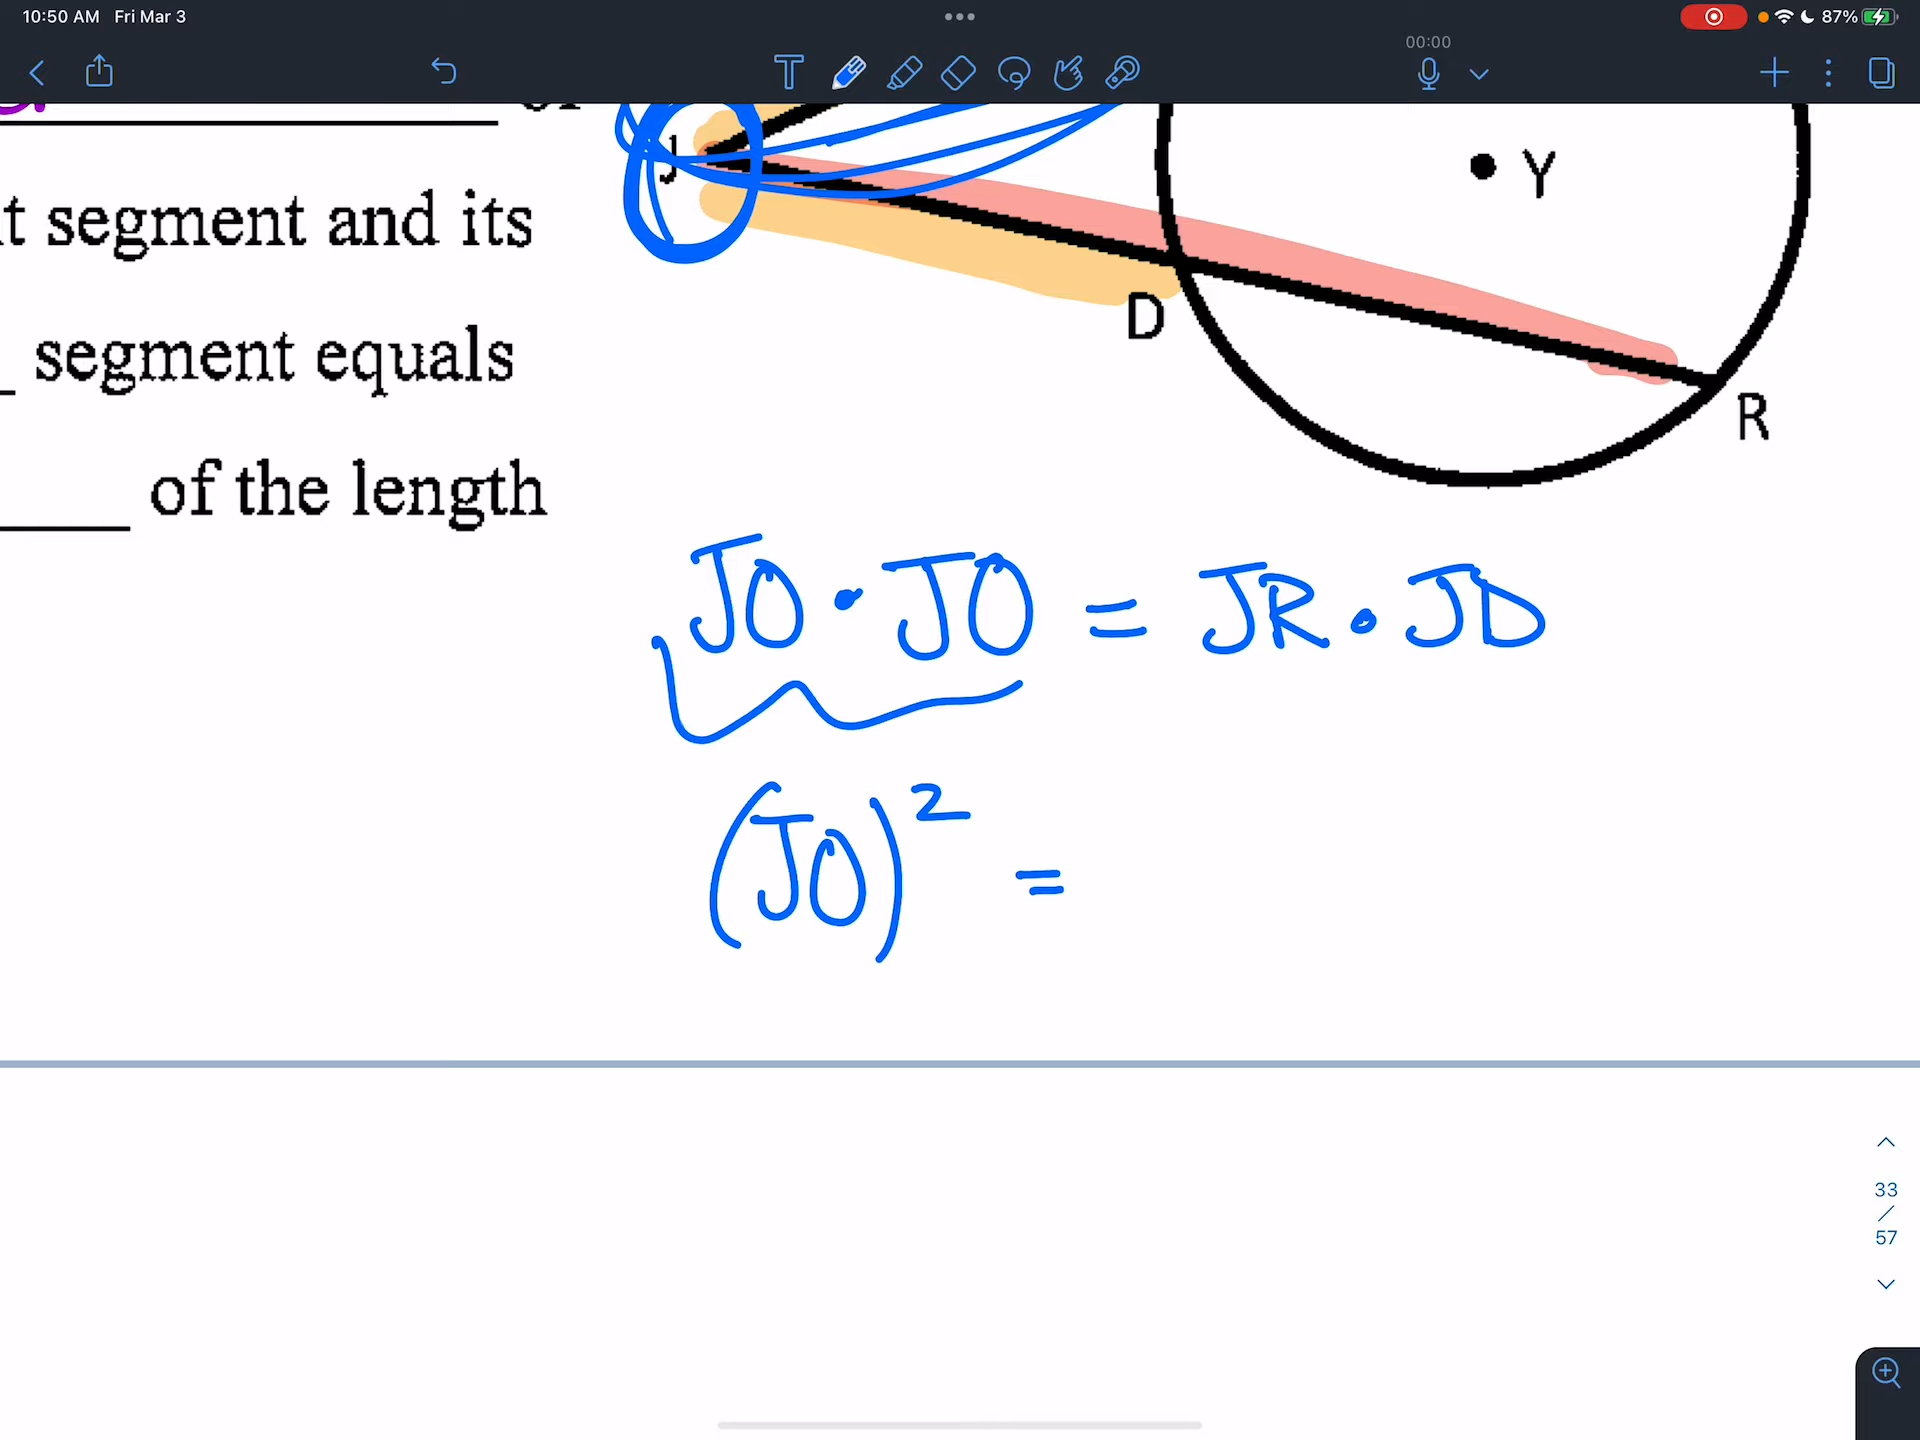 10:50 AM Fri Mar 3
87%
00:00
J
Y
t segment and its
D
segment equals
R
of the length
JO · JO = JR · JD
(JO)² =
33
/
57